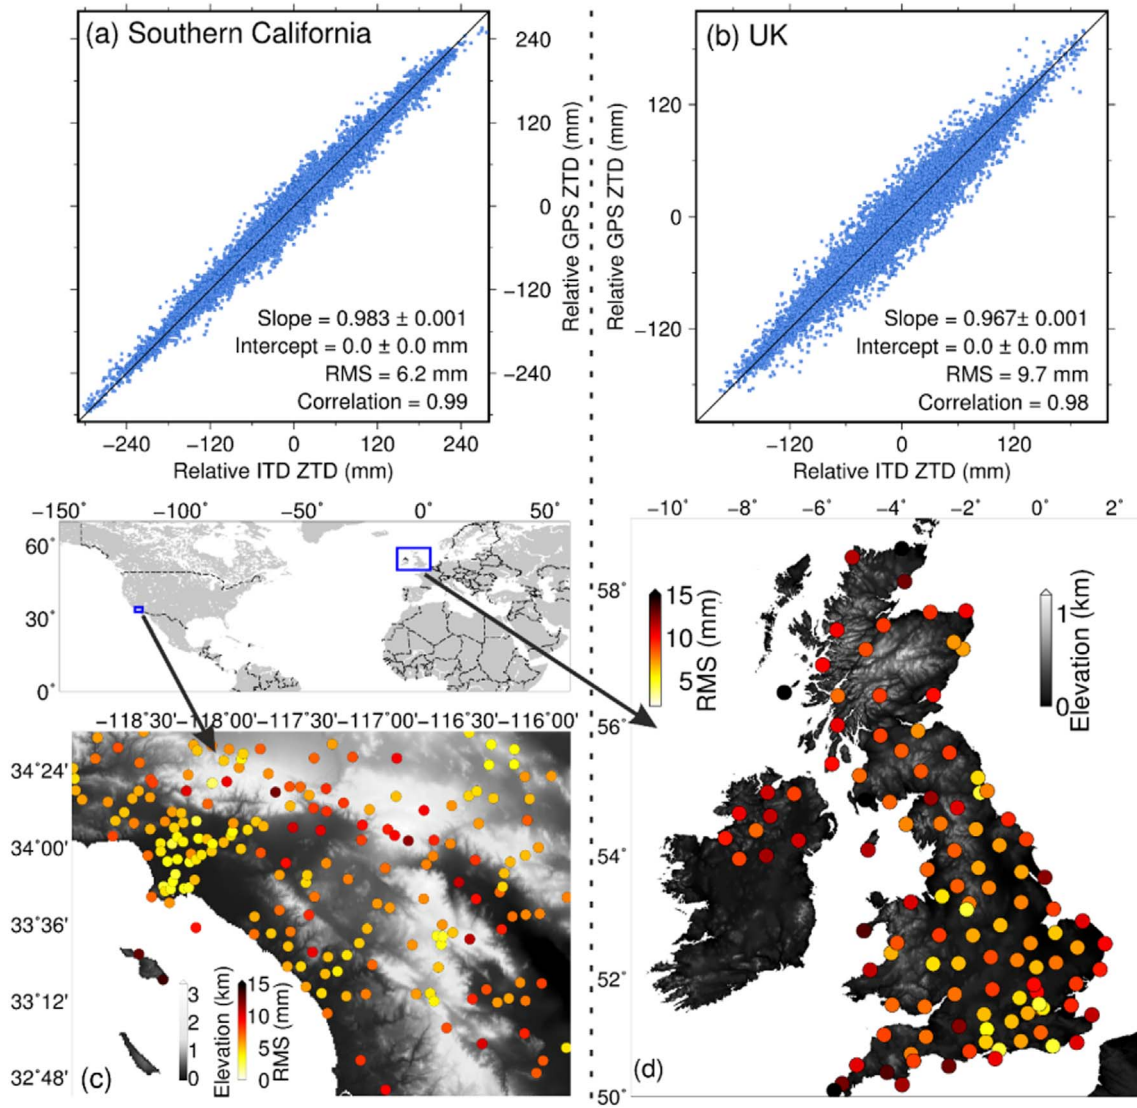 (a) Southern California
240
120
0
−120
−240
Relative GPS ZTD (mm)
Slope = 0.983 ± 0.001
Intercept = 0.0 ± 0.0 mm
RMS = 6.2 mm
Correlation = 0.99
−240 −120 0 120 240
Relative ITD ZTD (mm)
(b) UK
120
0
−120
Relative GPS ZTD (mm)
Slope = 0.967± 0.001
Intercept = 0.0 ± 0.0 mm
RMS = 9.7 mm
Correlation = 0.98
−120 0 120
Relative ITD ZTD (mm)
−150˚ −100˚ −50˚ 0˚ 50˚
60˚
30˚
0˚
−118˚30' −118˚00' −117˚30' −117˚00' −116˚30' −116˚00'
34˚24'
34˚00'
33˚36'
33˚12'
32˚48'
3
2
1
0
Elevation (km)
15
10
5
0
RMS (mm)
(c)
−10˚ −8˚ −6˚ −4˚ −2˚ 0˚ 2˚
58˚
56˚
54˚
52˚
50˚
15
10
5
RMS (mm)
1
0
Elevation (km)
(d)